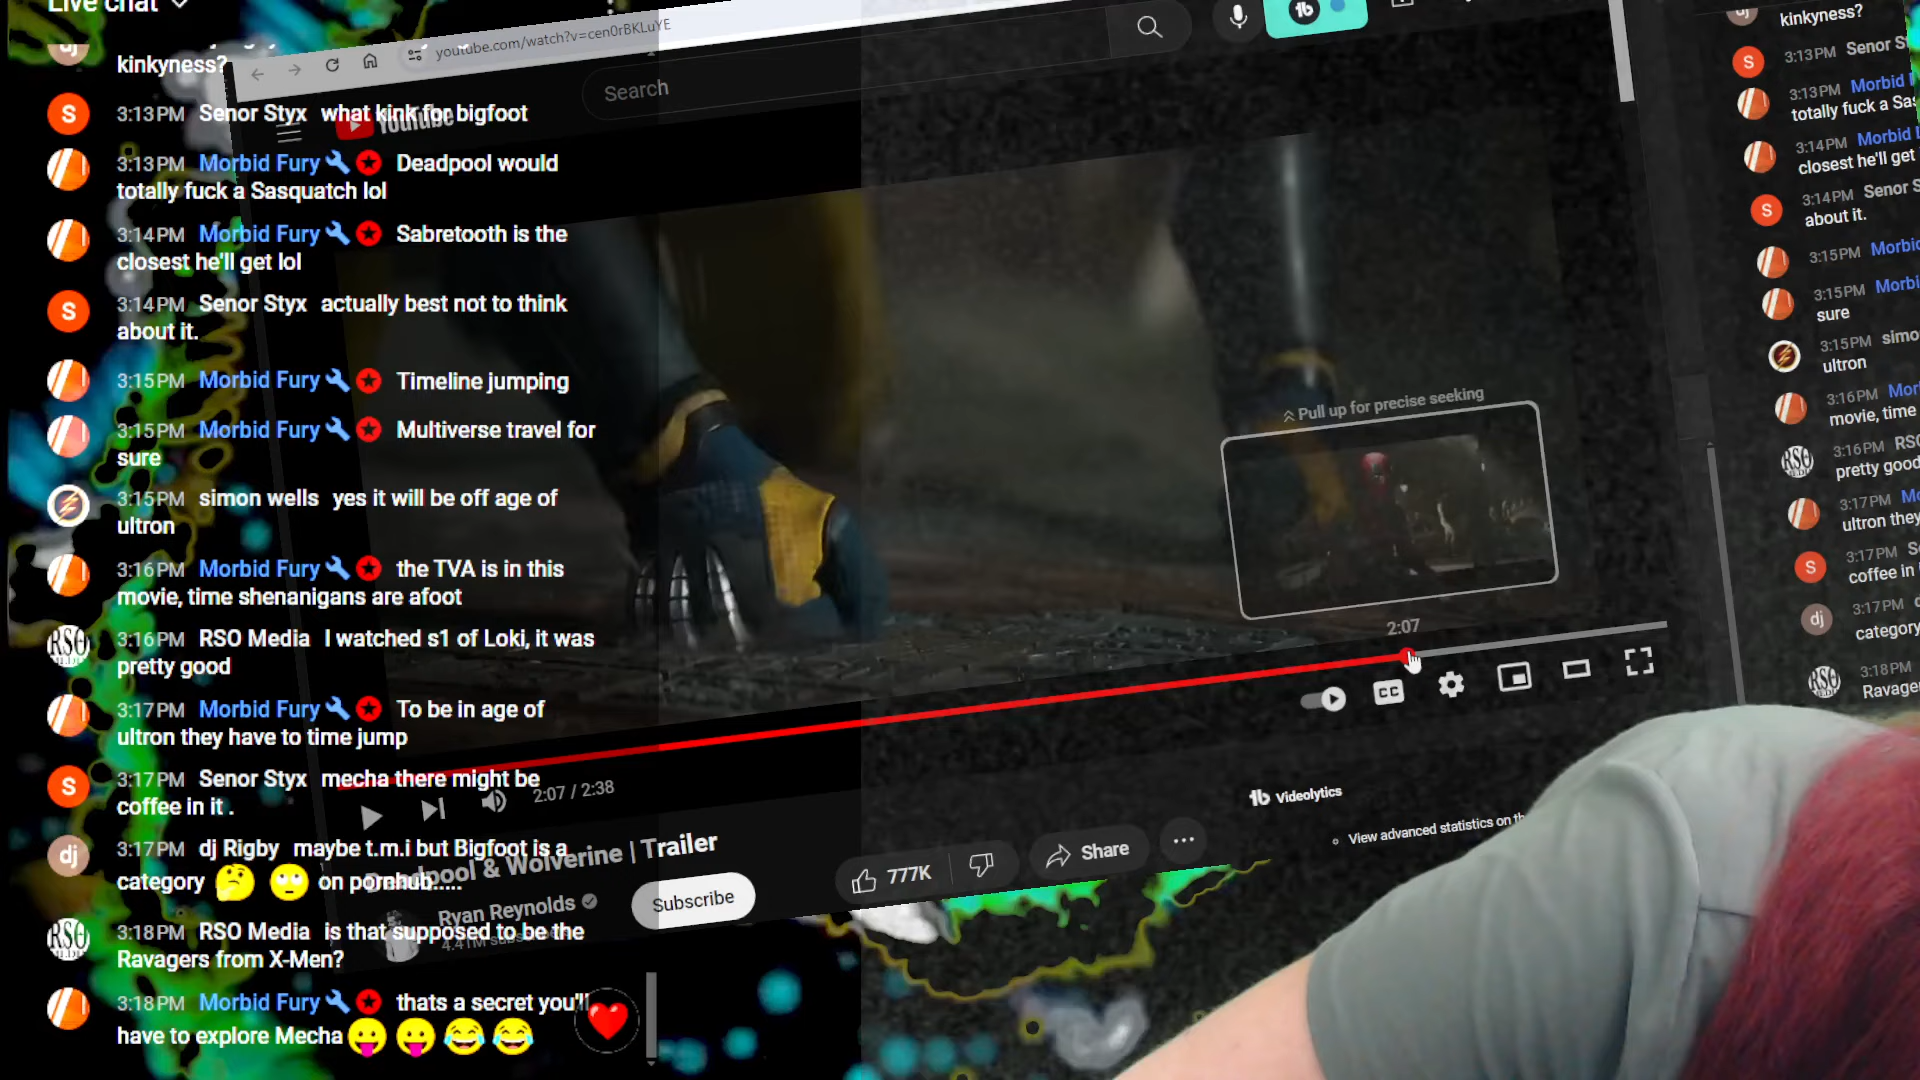 Live chat
kinkyness?
3:13PM Senor Styx what kink for bigfoot
3:13PM Morbid Fury Deadpool would
totally fuck a Sasquatch lol
3:14PM Morbid Fury Sabretooth is the
closest he'll get lol
3:14PM Senor Styx actually best not to think
about it.
3:15PM Morbid Fury Timeline jumping
3:15PM Morbid Fury Multiverse travel for
sure
3:15PM simon wells yes it will be off age of
ultron
3:16PM Morbid Fury the TVA is in this
movie, time shenanigans are afoot
3:16PM RSO Media I watched s1 of Loki, it was
pretty good
3:17PM Morbid Fury To be in age of
ultron they have to time jump
3:17PM Senor Styx mecha there might be
coffee in it .
3:17PM dj Rigby maybe t.m.i but Bigfoot is a
category 🤔 🙄 on pornhub.....
3:18PM RSO Media is that supposed to be the
Ravagers from X-Men?
3:18PM Morbid Fury thats a secret you'll
have to explore Mecha 😛 😛 😂 😂
youtube.com/watch?v=cen0rBKLuYE
YouTube
Search
Pull up for precise seeking
2:07
CC
2:07 / 2:38
Deadpool & Wolverine | Trailer
Ryan Reynolds
4.41M subscribers
Subscribe
777K
Share
Videolytics
View advanced statistics on
kinkyness?
3:13PM Senor
3:13PM Morbid
totally fuck a
3:14PM Morbid
closest he'll get
3:14PM Senor
about it.
3:15PM
3:15PM
sure
3:15PM
ultron
3:16PM
movie, time
3:16PM
pretty good
3:17PM
ultron they
3:17PM
coffee in
3:17PM
category
3:18PM